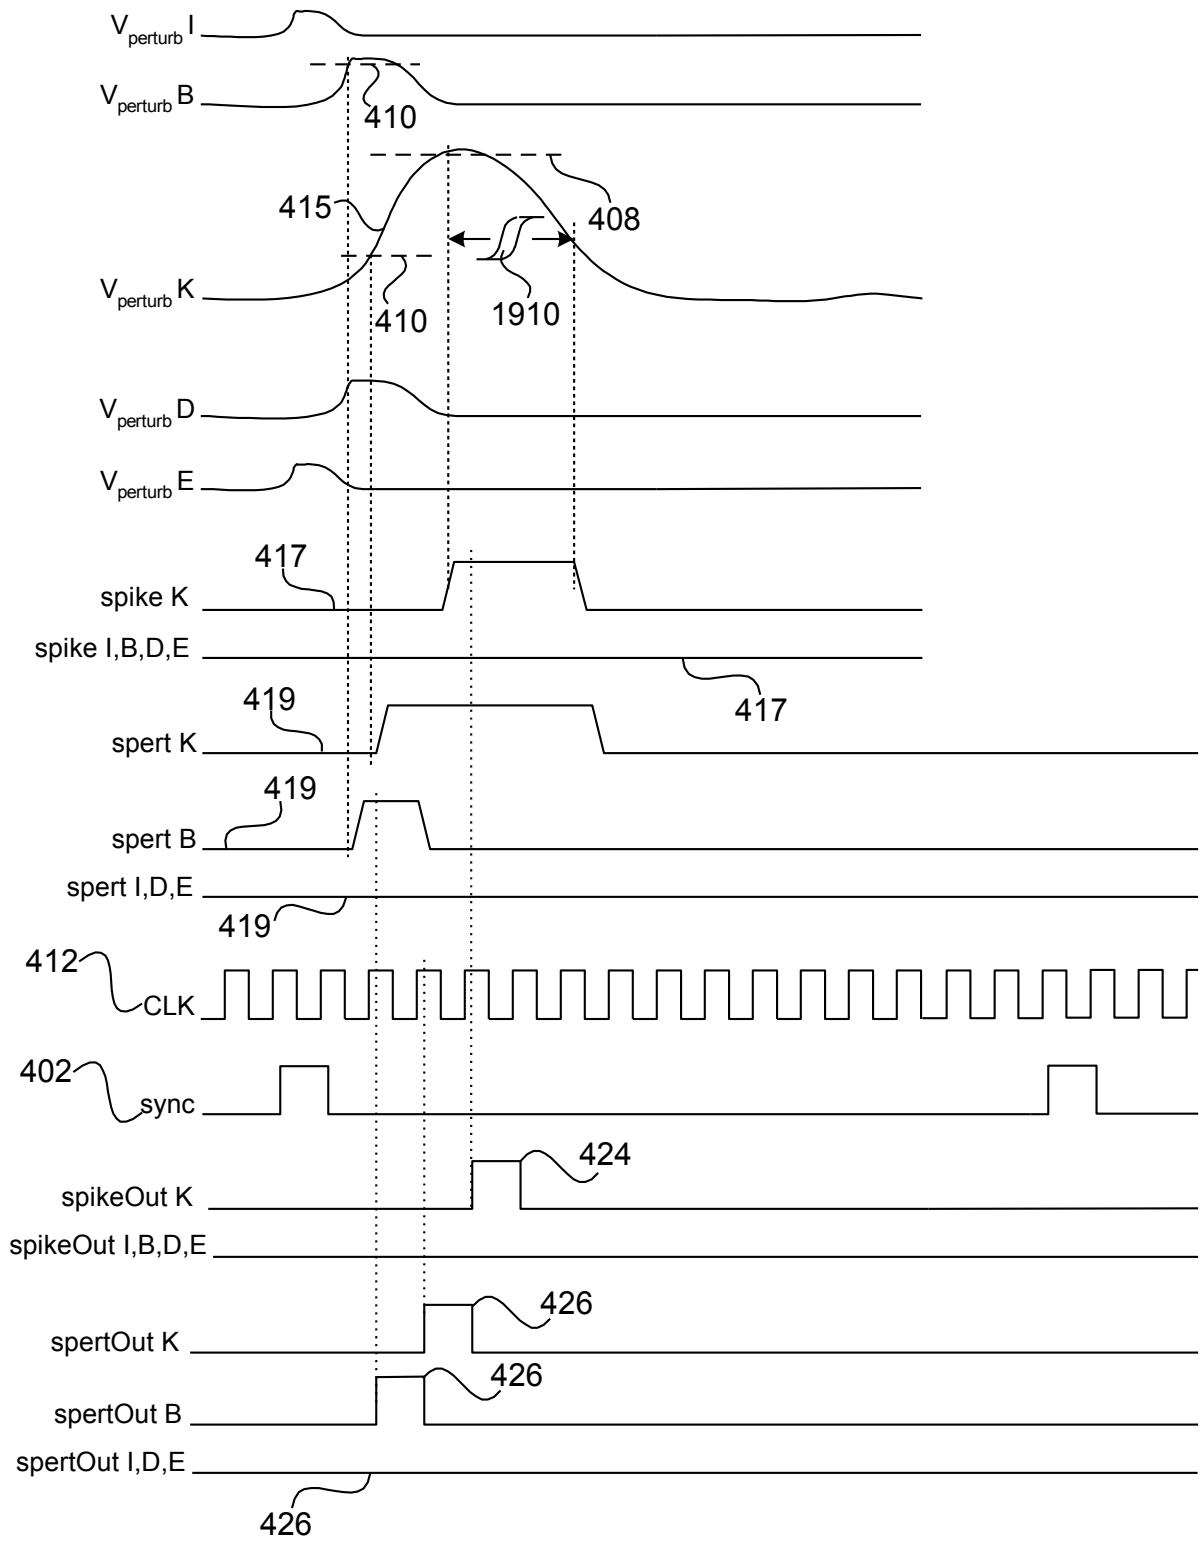 V_perturb I
V_perturb B
410
415
408
V_perturb K
410
1910
V_perturb D
V_perturb E
417
spike K
spike I,B,D,E
417
419
spert K
419
spert B
spert I,D,E
419
412
CLK
402
sync
424
spikeOut K
spikeOut I,B,D,E
426
spertOut K
426
spertOut B
spertOut I,D,E
426